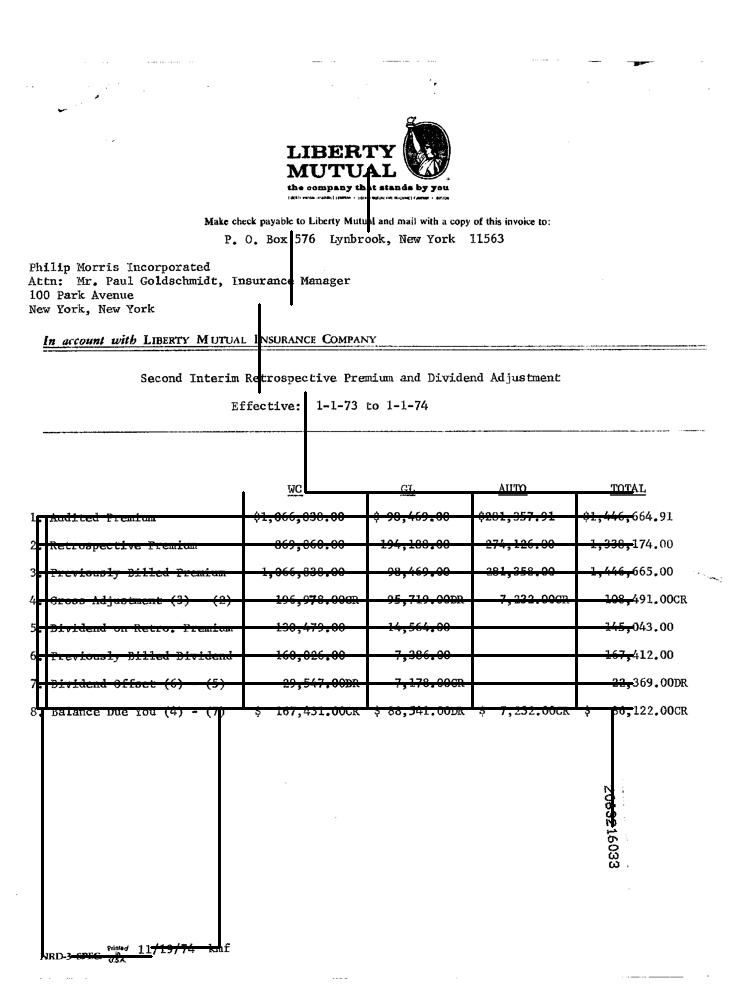 LIBERTY
MUTUAL
the company that stands by you
Make check payable to Liberty Mutual and mail with a copy of this invoice to:
P. O. Box 576 Lynbrook, New York 11563
Philip Morris Incorporated
Attn: Mr. Paul Goldschmidt, Insurance Manager
100 Park Avenue
New York, New York
In account with LIBERTY MUTUAL INSURANCE COMPANY
Second Interim Retrospective Premium and Dividend Adjustment
Effective: 1-1-73 to 1-1-74
WC GL AUTO TOTAL
1. Audited Premium $1,066,838.00 $ 98,469.00 $281,357.91 $1,446,664.91
2. Retrospective Premium 869,860.00 194,188.00 274,126.00 1,338,174.00
3. Previously Billed Premium 1,066,838.00 98,469.00 281,358.00 1,446,665.00
4. Gross Adjustment (3) - (2) 196,978.00CR 95,719.00DR 7,232.00CR 108,491.00CR
5. Dividend on Retro. Premium 130,479.00 14,564.00 145,043.00
6. Previously Billed Dividend 160,026.00 7,386.00 167,412.00
7. Dividend Offset (6) - (5) 29,547.00DR 7,178.00CR 22,369.00DR
8. Balance Due You (4) - (7) $ 167,431.00CR $ 88,541.00DR $ 7,232.00CR $ 86,122.00CR
NRD-3 SPEC. Printed in U.S.A. 11/19/74 kmf